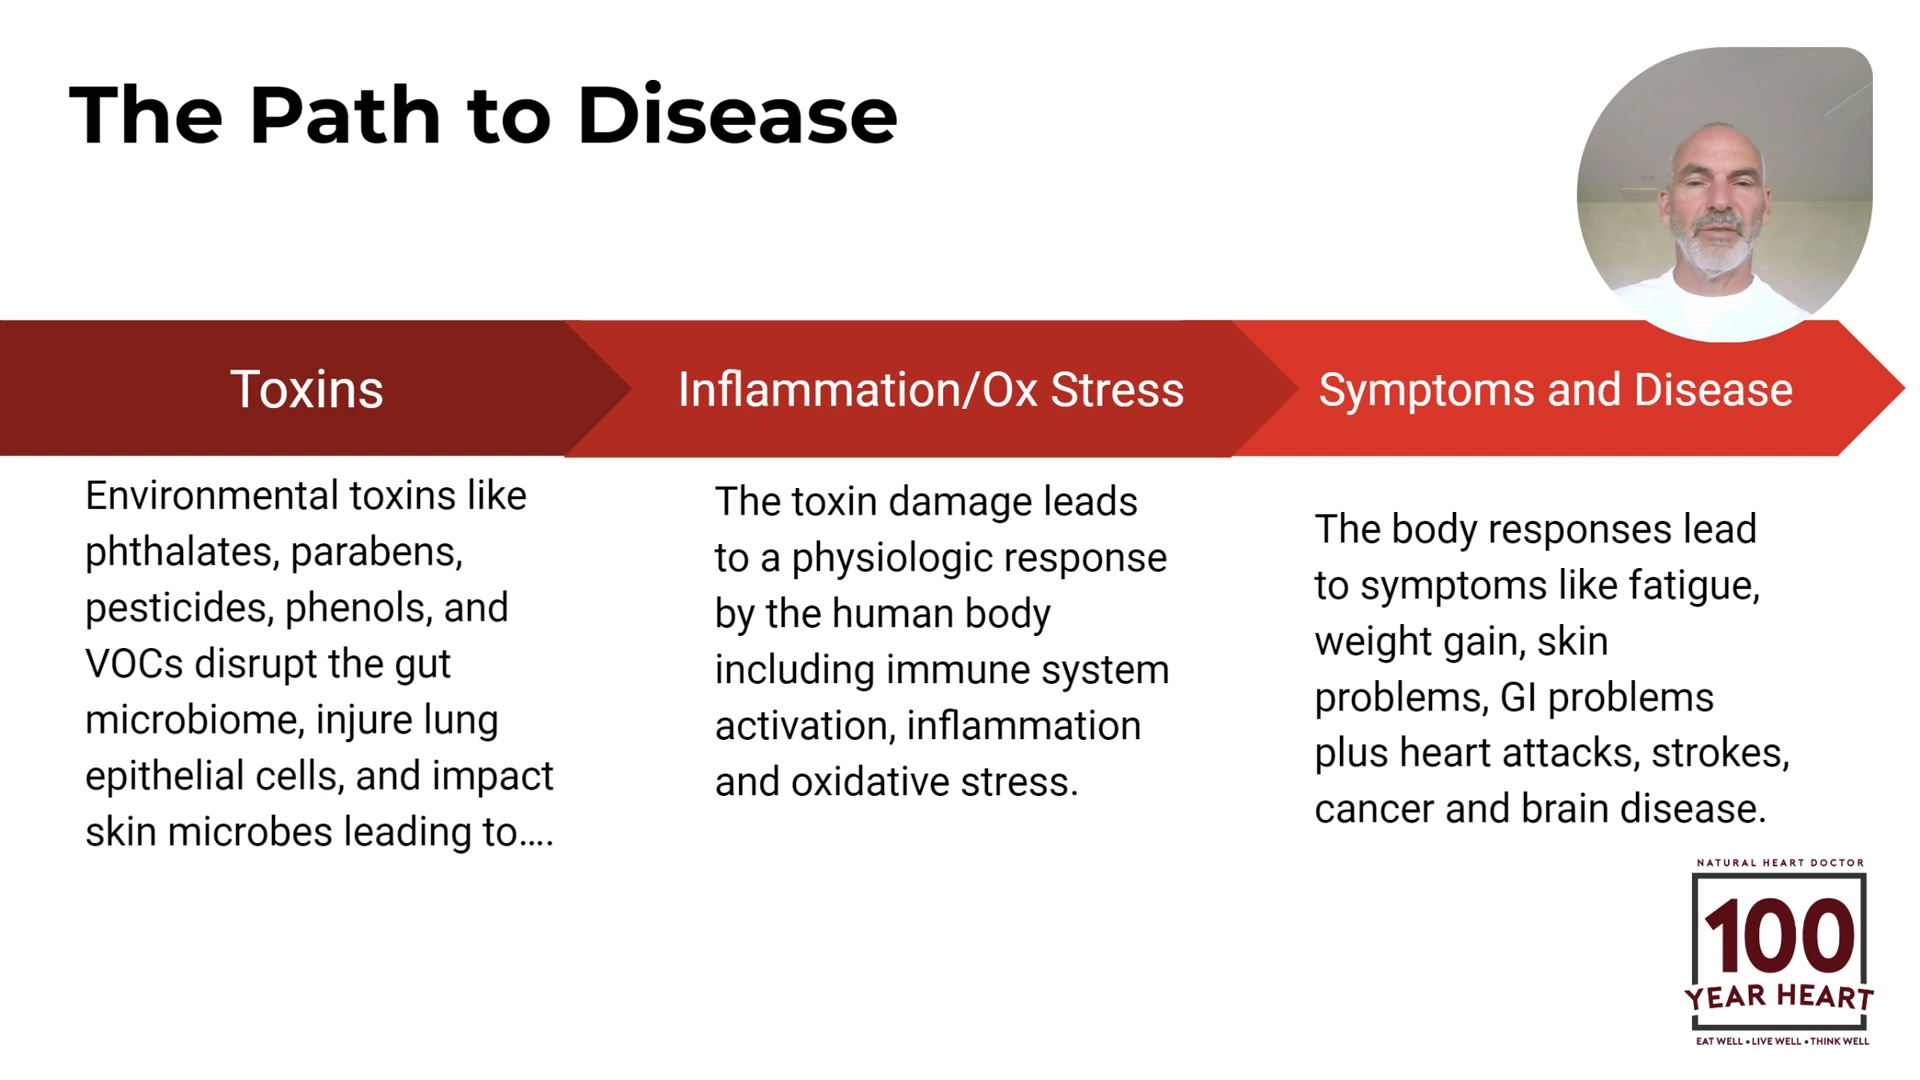 The Path to Disease
Toxins
Inflammation/Ox Stress
Symptoms and Disease
Environmental toxins like
phthalates, parabens,
pesticides, phenols, and
VOCs disrupt the gut
microbiome, injure lung
epithelial cells, and impact
skin microbes leading to....
The toxin damage leads
to a physiologic response
by the human body
including immune system
activation, inflammation
and oxidative stress.
The body responses lead
to symptoms like fatigue,
weight gain, skin
problems, GI problems
plus heart attacks, strokes,
cancer and brain disease.
NATURAL HEART DOCTOR
100
YEAR HEART
EAT WELL • LIVE WELL • THINK WELL